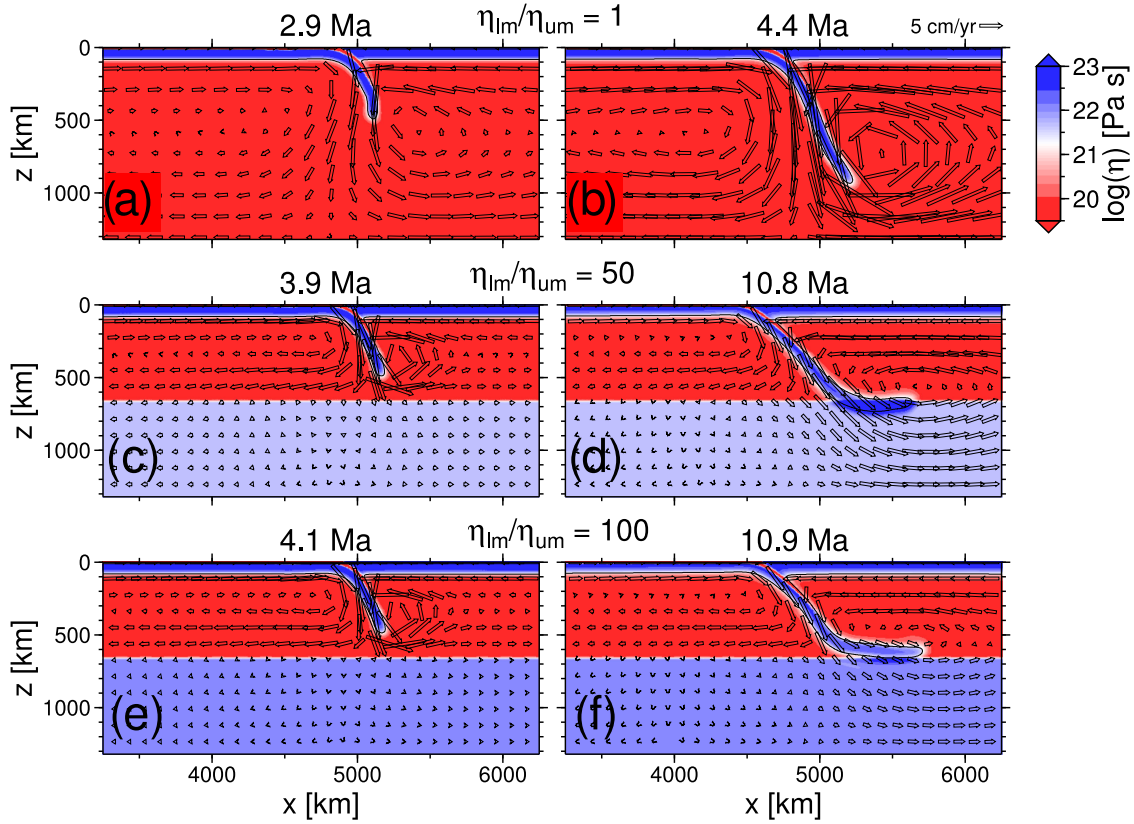 η_lm/η_um = 1
2.9 Ma
4.4 Ma
5 cm/yr
0
500
1000
z [km]
(a)
(b)
23
22
21
20
log(η) [Pa s]
η_lm/η_um = 50
3.9 Ma
10.8 Ma
0
500
1000
z [km]
(c)
(d)
η_lm/η_um = 100
4.1 Ma
10.9 Ma
0
500
1000
z [km]
(e)
(f)
4000
5000
6000
4000
5000
6000
x [km]
x [km]